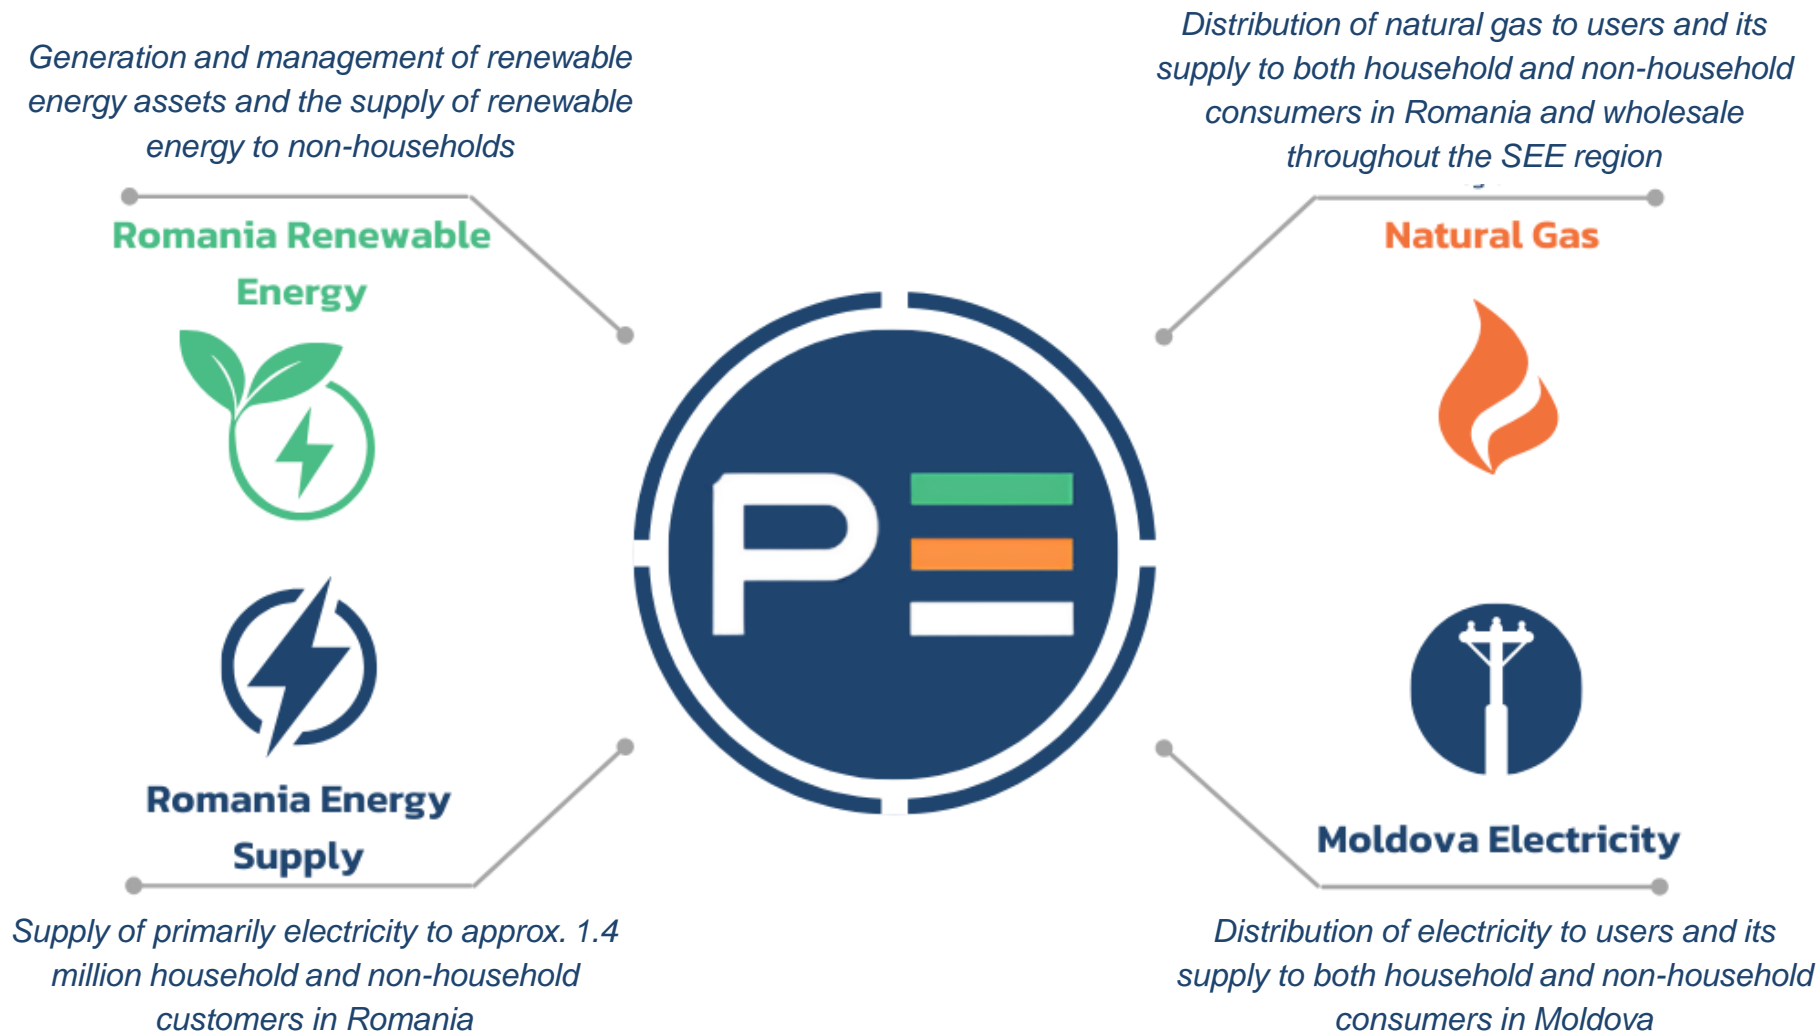 Generation and management of renewable
energy assets and the supply of renewable
energy to non-households
Romania Renewable
Energy
Distribution of natural gas to users and its
supply to both household and non-household
consumers in Romania and wholesale
throughout the SEE region
Natural Gas
PE
Romania Energy
Supply
Supply of primarily electricity to approx. 1.4
million household and non-household
customers in Romania
Moldova Electricity
Distribution of electricity to users and its
supply to both household and non-household
consumers in Moldova